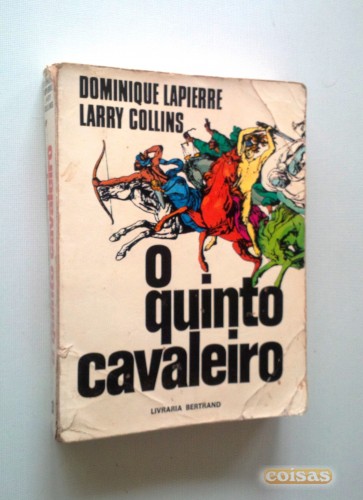 DOMINIQUE LAPIERRE
LARRY COLLINS
o
quinto
cavaleiro
LIVRARIA BERTRAND
coisas